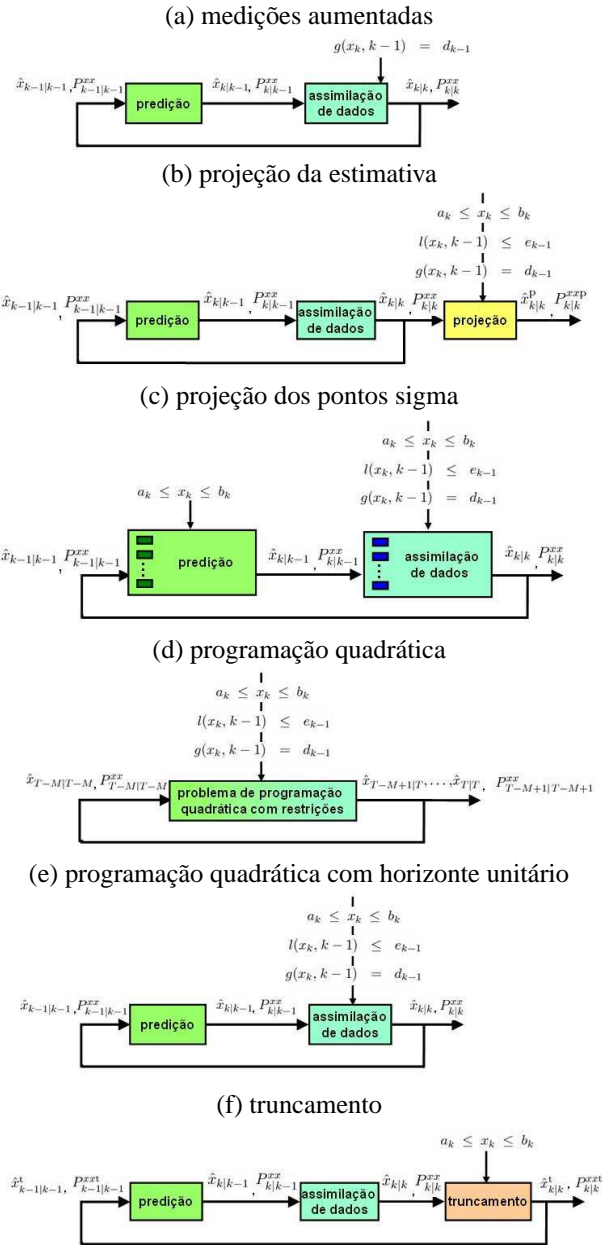 (a) medições aumentadas
g(x_k, k−1) = d_{k−1}
x̂_{k−1|k−1}, P^{xx}_{k−1|k−1}
x̂_{k|k−1}, P^{xx}_{k|k−1}
x̂_{k|k}, P^{xx}_{k|k}
predição
assimilação de dados
(b) projeção da estimativa
a_k ≤ x_k ≤ b_k
l(x_k, k−1) ≤ e_{k−1}
g(x_k, k−1) = d_{k−1}
x̂_{k−1|k−1}, P^{xx}_{k−1|k−1}
x̂_{k|k−1}, P^{xx}_{k|k−1}
x̂_{k|k}, P^{xx}_{k|k}
x̂^p_{k|k}, P^{xxp}_{k|k}
predição
assimilação de dados
projeção
(c) projeção dos pontos sigma
a_k ≤ x_k ≤ b_k
l(x_k, k−1) ≤ e_{k−1}
a_k ≤ x_k ≤ b_k
g(x_k, k−1) = d_{k−1}
x̂_{k−1|k−1}, P^{xx}_{k−1|k−1}
x̂_{k|k−1}, P^{xx}_{k|k−1}
x̂_{k|k}, P^{xx}_{k|k}
predição
assimilação de dados
(d) programação quadrática
a_k ≤ x_k ≤ b_k
l(x_k, k−1) ≤ e_{k−1}
g(x_k, k−1) = d_{k−1}
x̂_{T−M|T−M}, P^{xx}_{T−M|T−M}
x̂_{T−M+1|T}, ..., x̂_{T|T}, P^{xx}_{T−M+1|T−M+1}
problema de programação
quadrática com restrições
(e) programação quadrática com horizonte unitário
a_k ≤ x_k ≤ b_k
l(x_k, k−1) ≤ e_{k−1}
g(x_k, k−1) = d_{k−1}
x̂_{k−1|k−1}, P^{xx}_{k−1|k−1}
x̂_{k|k−1}, P^{xx}_{k|k−1}
x̂_{k|k}, P^{xx}_{k|k}
predição
assimilação de dados
(f) truncamento
a_k ≤ x_k ≤ b_k
x̂^t_{k−1|k−1}, P^{xxt}_{k−1|k−1}
x̂_{k|k−1}, P^{xx}_{k|k−1}
x̂_{k|k}, P^{xx}_{k|k}
x̂^t_{k|k}, P^{xxt}_{k|k}
predição
assimilação de dados
truncamento